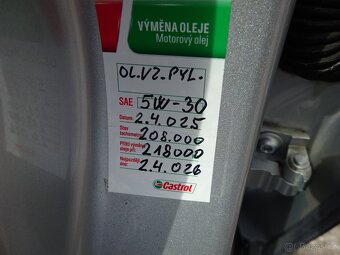 VÝMĚNA OLEJE
Motorový olej
OL.VZ.PYL.
SAE 5W-30
Datum 2.4.025
Stav tachometru 208.000
Příští výměna oleje při: 218000
Nejpozději dne: 2.4.026
Castrol